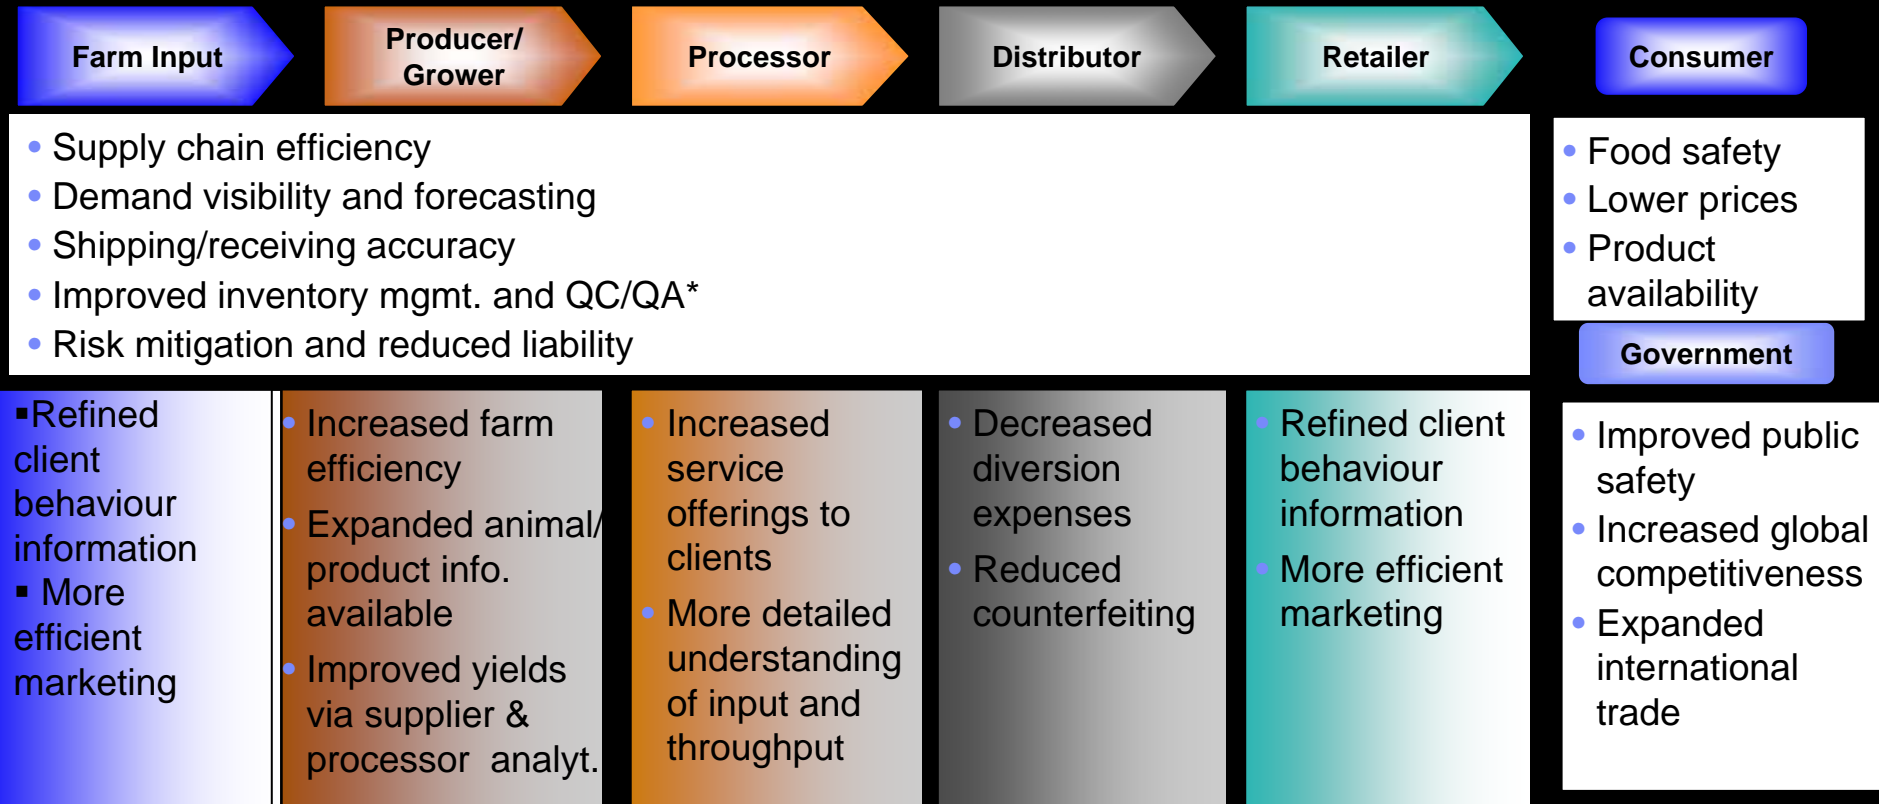 Farm Input
Producer/
Grower
Processor
Distributor
Retailer
Consumer
• Supply chain efficiency
• Demand visibility and forecasting
• Shipping/receiving accuracy
• Improved inventory mgmt. and QC/QA*
• Risk mitigation and reduced liability
• Food safety
• Lower prices
• Product
availability
Government
▪Refined
client
behaviour
information
▪ More
efficient
marketing
• Increased farm
efficiency
• Expanded animal/
product info.
available
• Improved yields
via supplier &
processor analyt.
• Increased
service
offerings to
clients
• More detailed
understanding
of input and
throughput
• Decreased
diversion
expenses
• Reduced
counterfeiting
• Refined client
behaviour
information
• More efficient
marketing
• Improved public
safety
• Increased global
competitiveness
• Expanded
international
trade